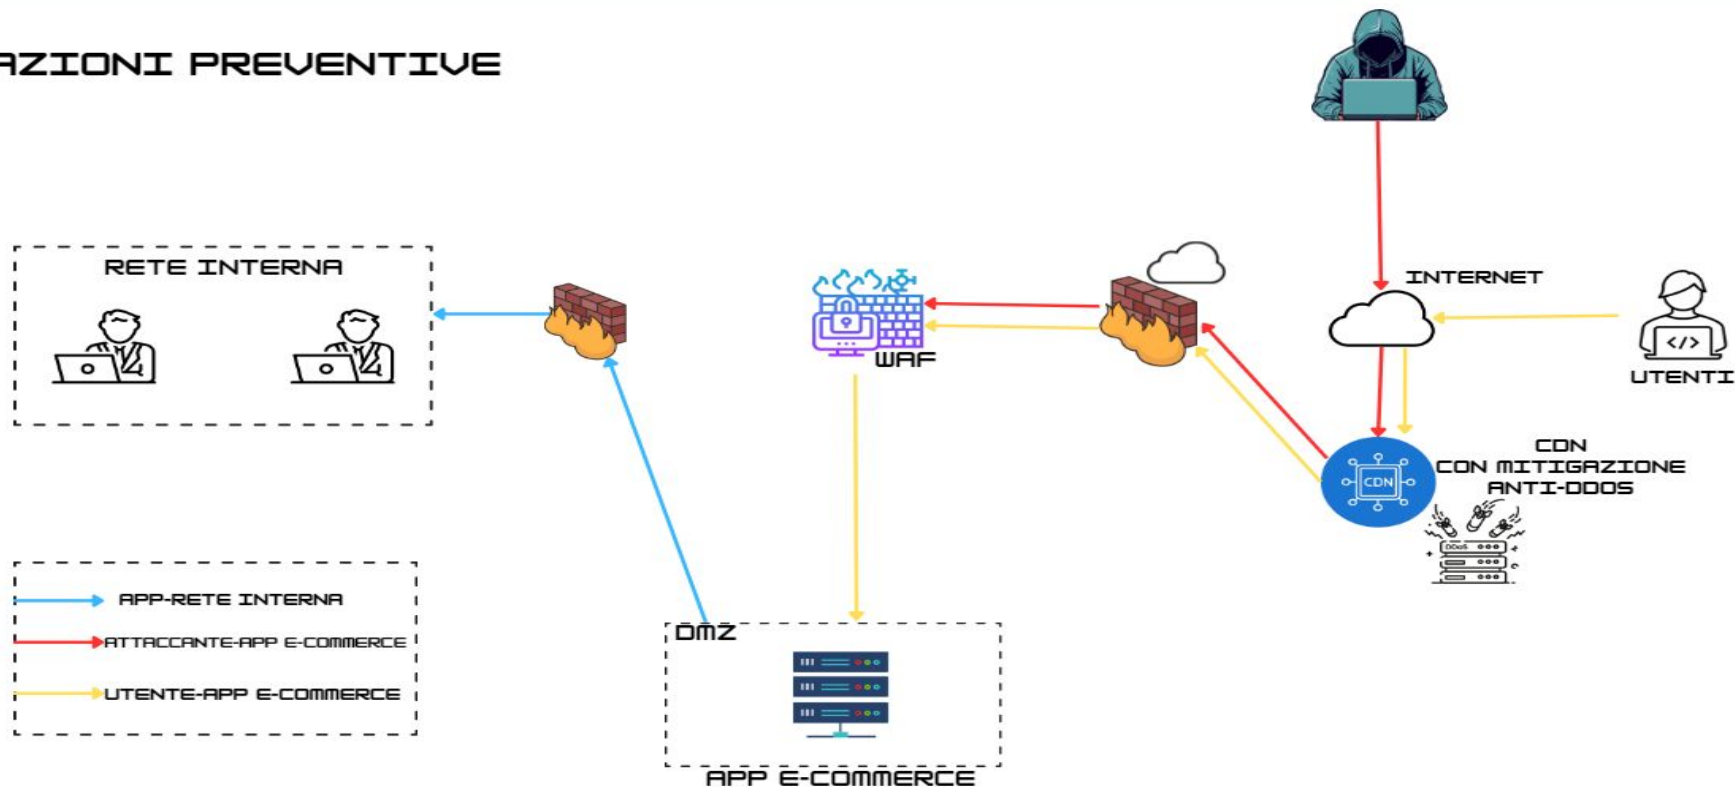 AZIONI PREVENTIVE
INTERNET
RETE INTERNA
WAF
UTENTI
CDN
CON MITIGAZIONE
ANTI-DDOS
CDN
DDoS
APP-RETE INTERNA
ATTACCANTE-APP E-COMMERCE
UTENTE-APP E-COMMERCE
DMZ
APP E-COMMERCE